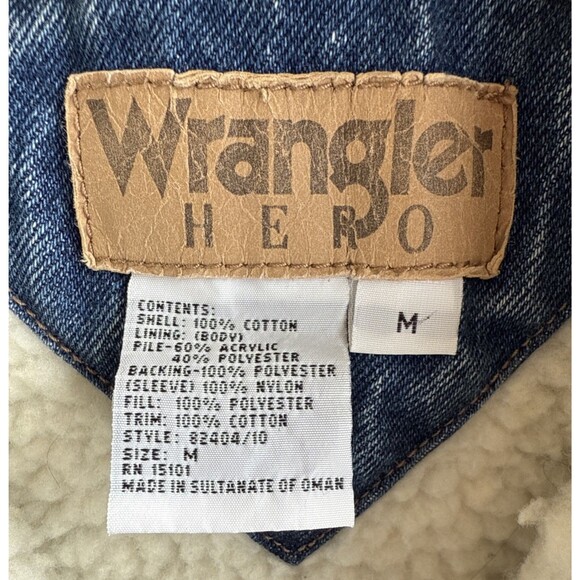 Wrangler
HERO
CONTENTS:
SHELL: 100% COTTON
LINING: (BODY)
PILE-60% ACRYLIC
40% POLYESTER
BACKING-100% POLYESTER
(SLEEVE) 100% NYLON
FILL: 100% POLYESTER
TRIM: 100% COTTON
STYLE: 82404/10
SIZE: M
RN 15101
MADE IN SULTANATE OF OMAN
M